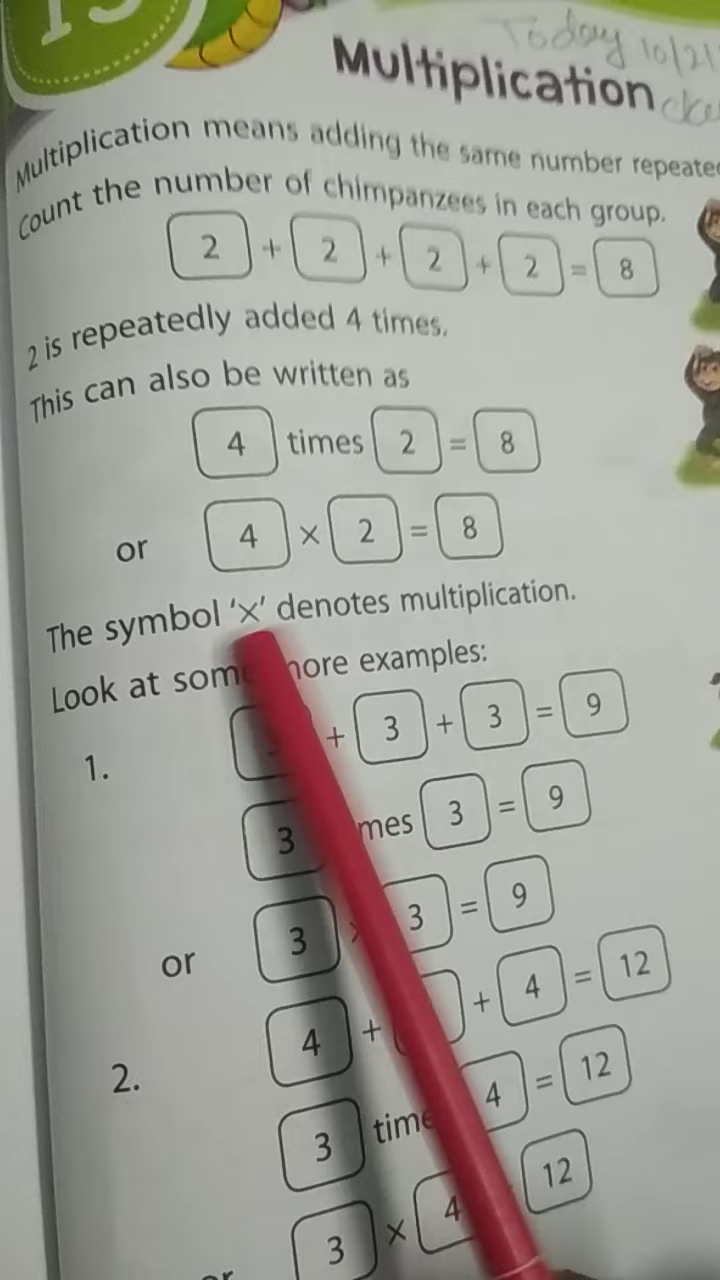 Today 10/21
Multiplication
Multiplication means adding the same number
Count the number of chimpanzees in each group.
2 + 2 + 2 + 2 = 8
2 is repeatedly added 4 times.
This can also be written as
4 times 2 = 8
or 4 × 2 = 8
The symbol ‘×’ denotes multiplication.
Look at some more examples:
1. + 3 + 3 = 9
3 3 = 9
or 3 3 = 9
2. 4 + + 4 = 12
3 4 = 12
3 × 4 12